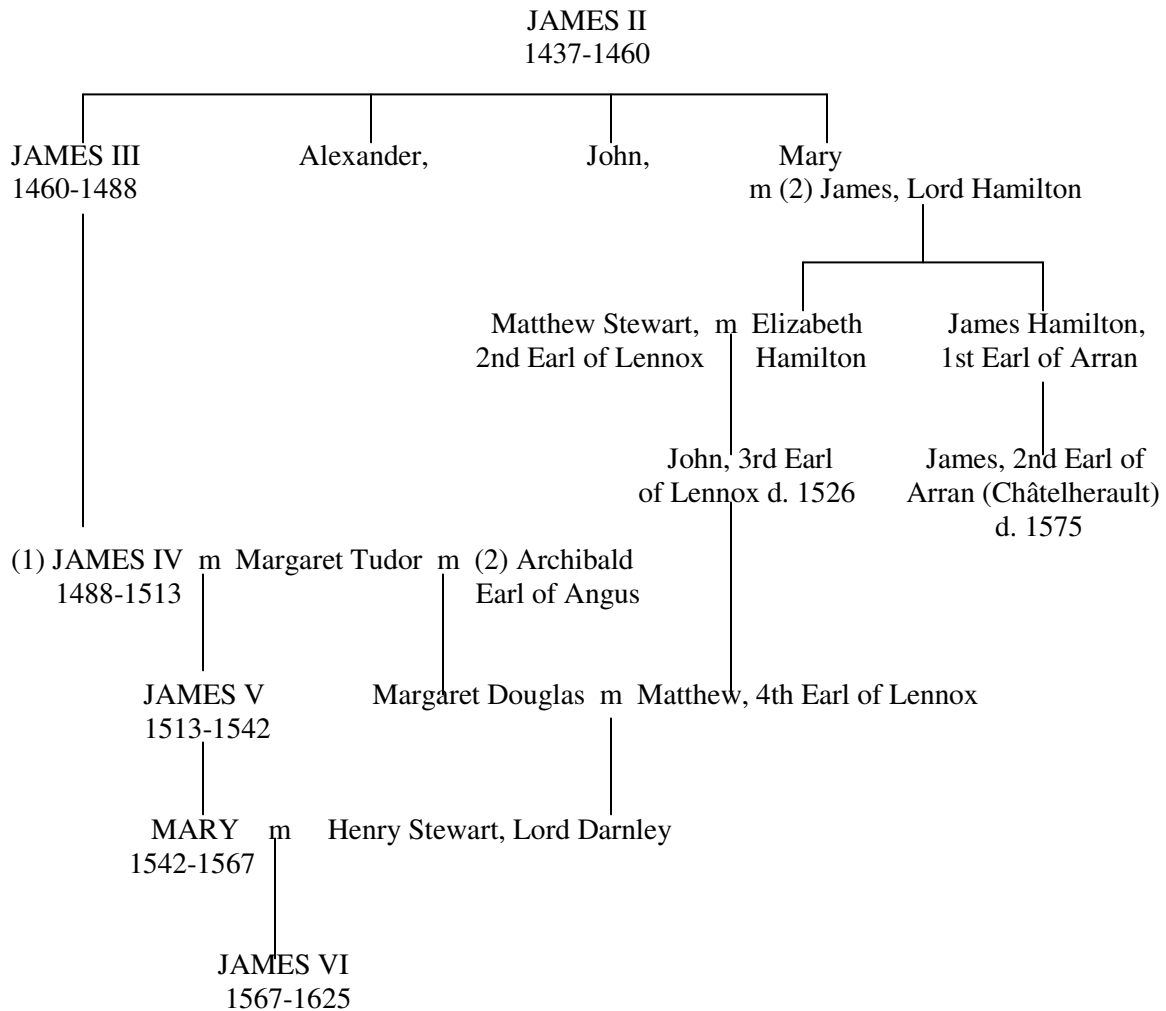 JAMES II
1437-1460
JAMES III
1460-1488
Alexander,
John,
Mary
m (2) James, Lord Hamilton
Matthew Stewart, m Elizabeth
2nd Earl of Lennox Hamilton
James Hamilton,
1st Earl of Arran
John, 3rd Earl
of Lennox d. 1526
James, 2nd Earl of
Arran (Châtelherault)
d. 1575
(1) JAMES IV m Margaret Tudor m (2) Archibald
1488-1513 Earl of Angus
JAMES V
1513-1542
Margaret Douglas m Matthew, 4th Earl of Lennox
MARY m Henry Stewart, Lord Darnley
1542-1567
JAMES VI
1567-1625